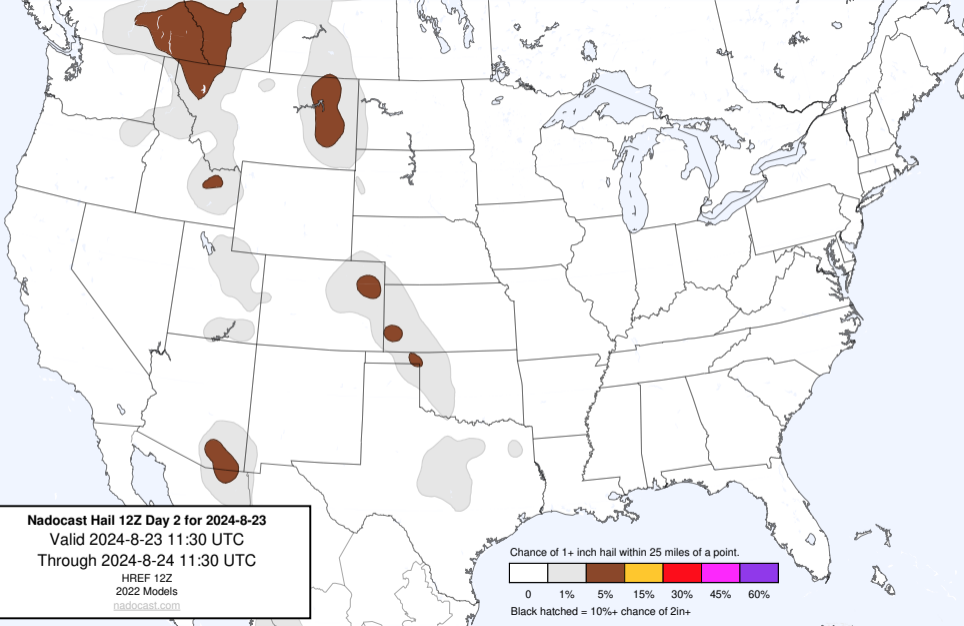 Nadocast Hail 12Z Day 2 for 2024-8-23
Valid 2024-8-23 11:30 UTC
Through 2024-8-24 11:30 UTC
HREF 12Z
2022 Models
nadocast.com
Chance of 1+ inch hail within 25 miles of a point.
0 1% 5% 15% 30% 45% 60%
Black hatched = 10%+ chance of 2in+